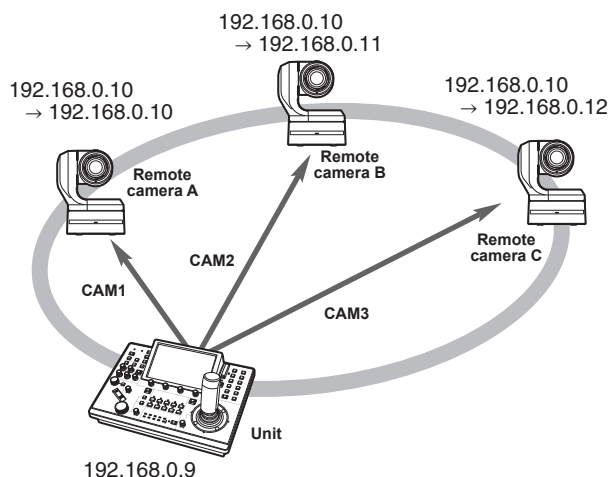 192.168.0.10
→ 192.168.0.11
192.168.0.10
→ 192.168.0.10
192.168.0.10
→ 192.168.0.12
Remote
camera A
Remote
camera B
Remote
camera C
CAM1
CAM2
CAM3
Unit
192.168.0.9